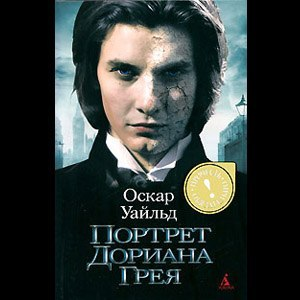 Оскар
Уайльд
Портрет
Дориана
Грея